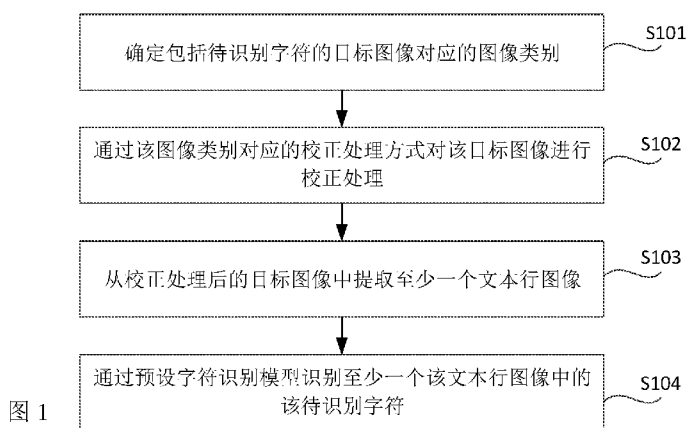 确定包括待识别字符的目标图像对应的图像类别
S101
通过该图像类别对应的校正处理方式对该目标图像进行
校正处理
S102
从校正处理后的目标图像中提取至少一个文本行图像
S103
通过预设字符识别模型识别至少一个该文本行图像中的
该待识别字符
S104
图 1